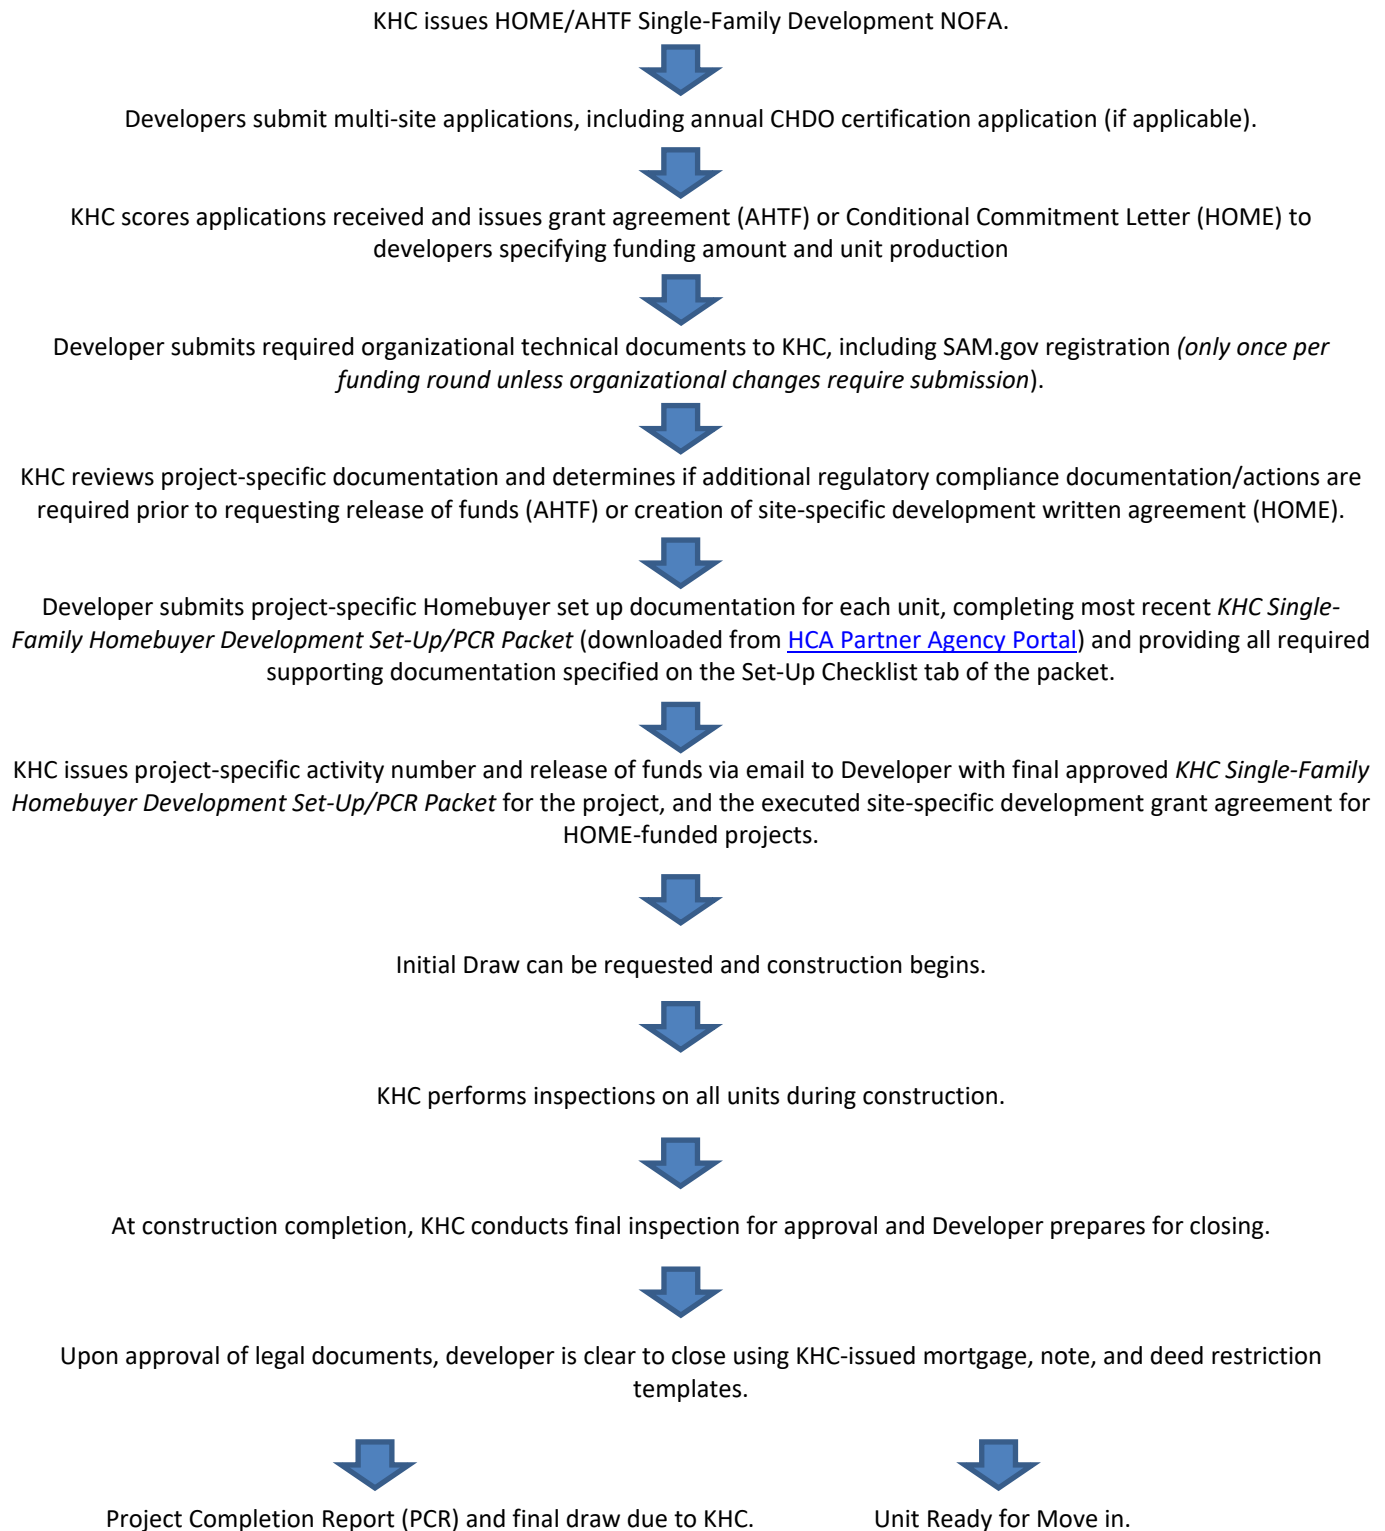 KHC issues HOME/AHTF Single-Family Development NOFA.
Developers submit multi-site applications, including annual CHDO certification application (if applicable).
KHC scores applications received and issues grant agreement (AHTF) or Conditional Commitment Letter (HOME) to
developers specifying funding amount and unit production
Developer submits required organizational technical documents to KHC, including SAM.gov registration (only once per
funding round unless organizational changes require submission).
KHC reviews project-specific documentation and determines if additional regulatory compliance documentation/actions are
required prior to requesting release of funds (AHTF) or creation of site-specific development written agreement (HOME).
Developer submits project-specific Homebuyer set up documentation for each unit, completing most recent KHC Single-
Family Homebuyer Development Set-Up/PCR Packet (downloaded from HCA Partner Agency Portal) and providing all required
supporting documentation specified on the Set-Up Checklist tab of the packet.
KHC issues project-specific activity number and release of funds via email to Developer with final approved KHC Single-Family
Homebuyer Development Set-Up/PCR Packet for the project, and the executed site-specific development grant agreement for
HOME-funded projects.
Initial Draw can be requested and construction begins.
KHC performs inspections on all units during construction.
At construction completion, KHC conducts final inspection for approval and Developer prepares for closing.
Upon approval of legal documents, developer is clear to close using KHC-issued mortgage, note, and deed restriction
templates.
Project Completion Report (PCR) and final draw due to KHC.
Unit Ready for Move in.